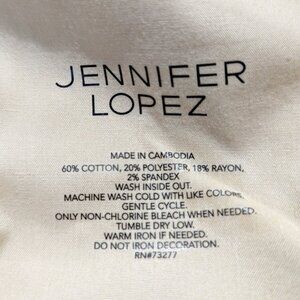 JENNIFER
LOPEZ
MADE IN CAMBODIA
60% COTTON, 20% POLYESTER, 18% RAYON,
2% SPANDEX
WASH INSIDE OUT.
MACHINE WASH COLD WITH LIKE COLORS
GENTLE CYCLE.
ONLY NON-CHLORINE BLEACH WHEN NEEDED.
TUMBLE DRY LOW.
WARM IRON IF NEEDED.
DO NOT IRON DECORATION.
RN#73277